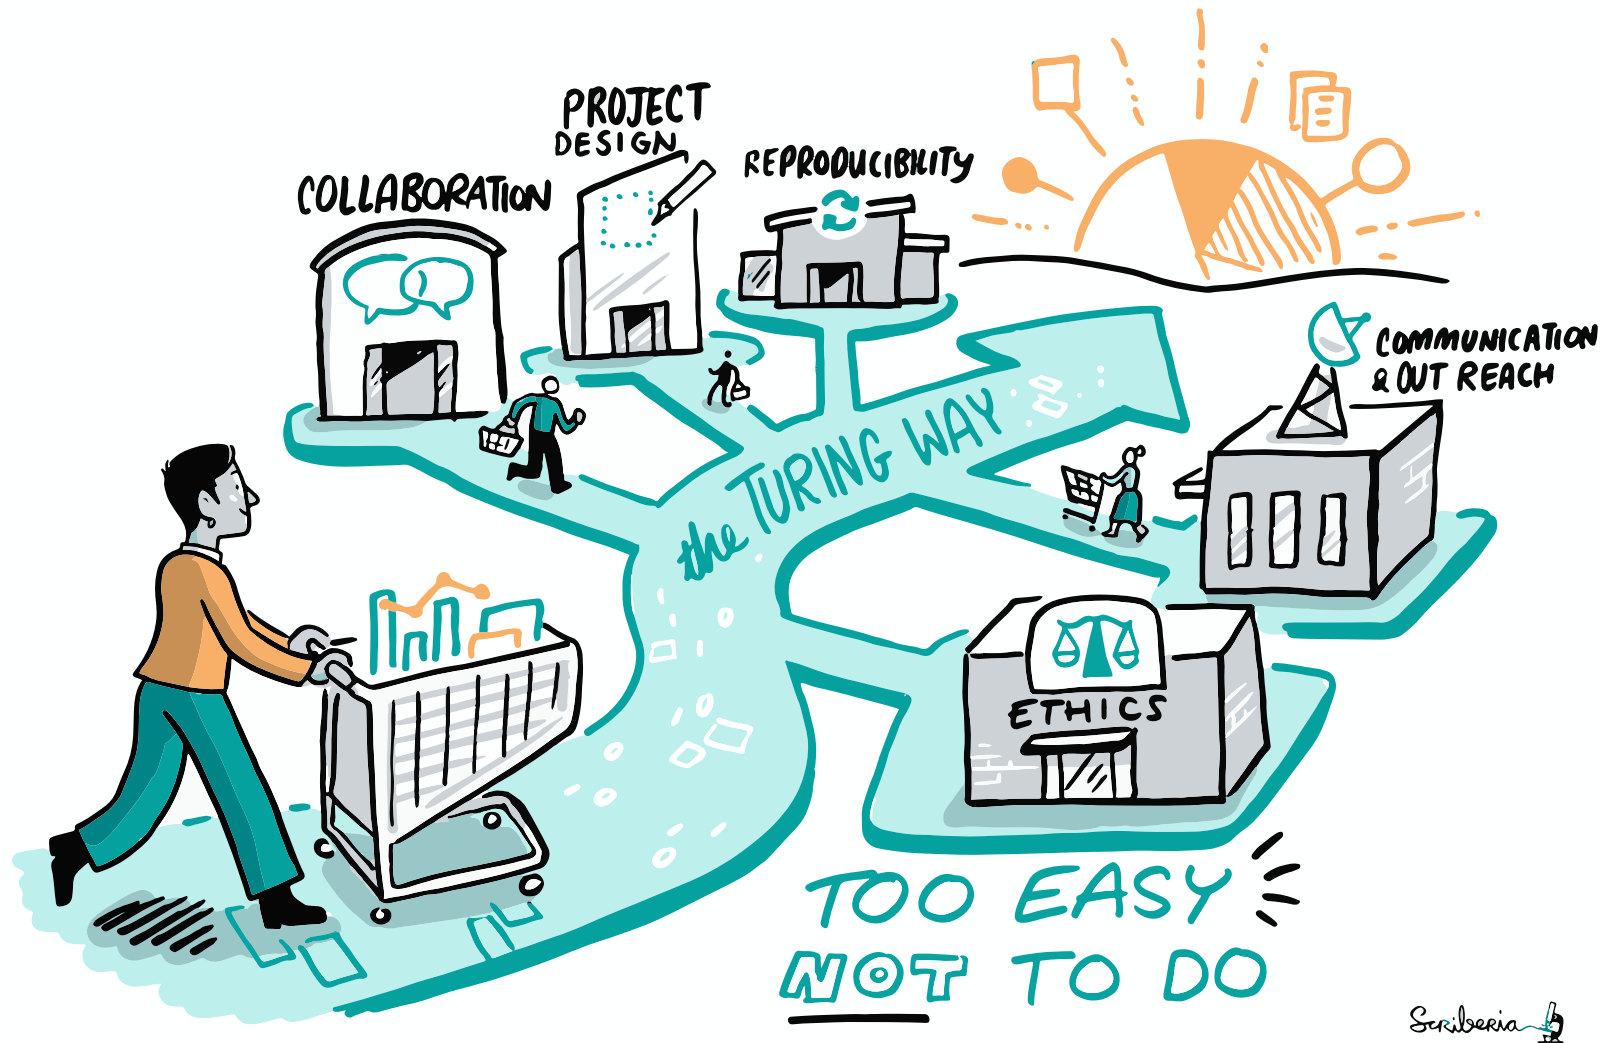 PROJECT
DESIGN
COLLABORATION
REPRODUCIBILITY
COMMUNICATION
& OUT REACH
the TURING WAY
ETHICS
TOO EASY
NOT TO DO
Scriberia